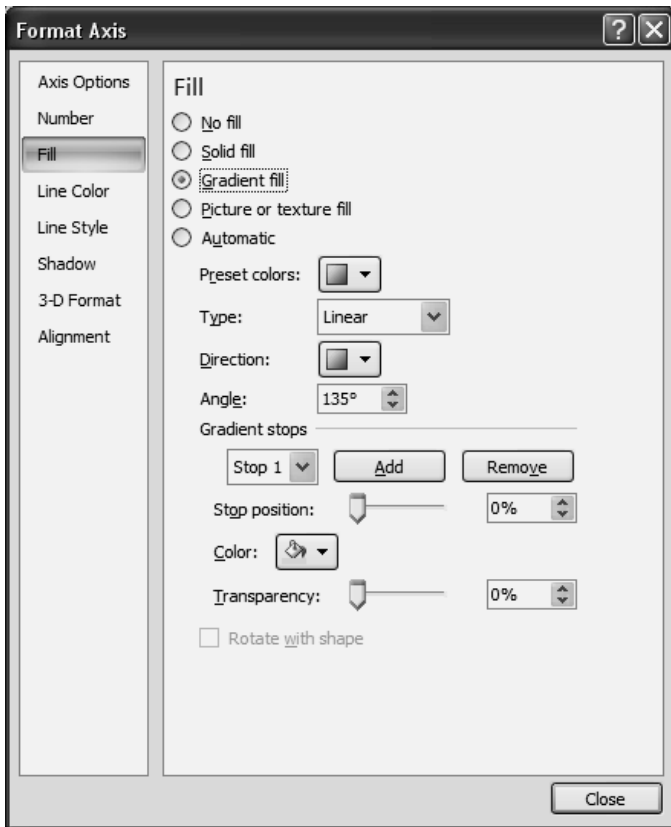 Format Axis
Axis Options
Number
Fill
Line Color
Line Style
Shadow
3-D Format
Alignment
Fill
No fill
Solid fill
Gradient fill
Picture or texture fill
Automatic
Preset colors:
Type: Linear
Direction:
Angle: 135°
Gradient stops
Stop 1 Add Remove
Stop position: 0%
Color:
Transparency: 0%
Rotate with shape
Close